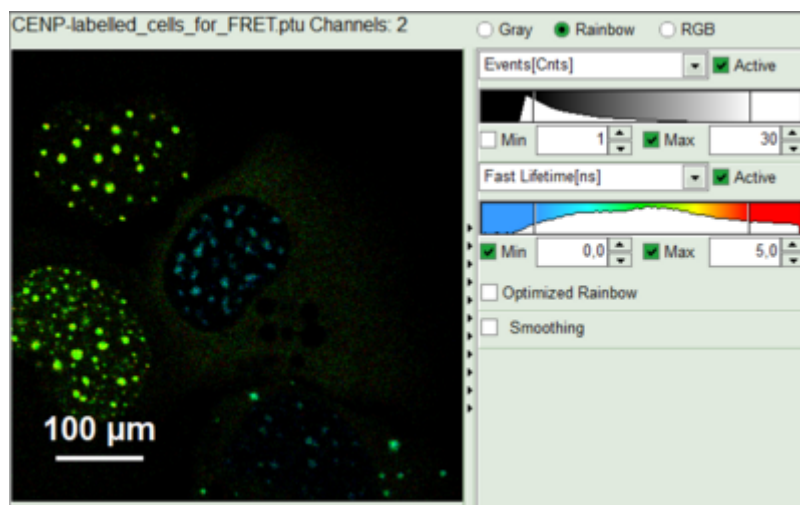 CENP-labelled_cells_for_FRET.ptu Channels: 2
Gray Rainbow RGB
Events[Cnts] Active
Min 1 Max 30
Fast Lifetime[ns] Active
Min 0,0 Max 5,0
Optimized Rainbow
Smoothing
100 µm